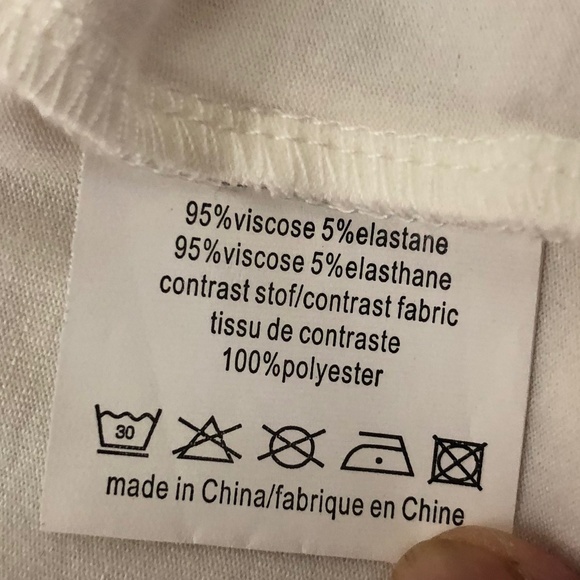 95%viscose 5%elastane
95%viscose 5%elasthane
contrast stof/contrast fabric
tissu de contraste
100%polyester
30
made in China/fabrique en Chine